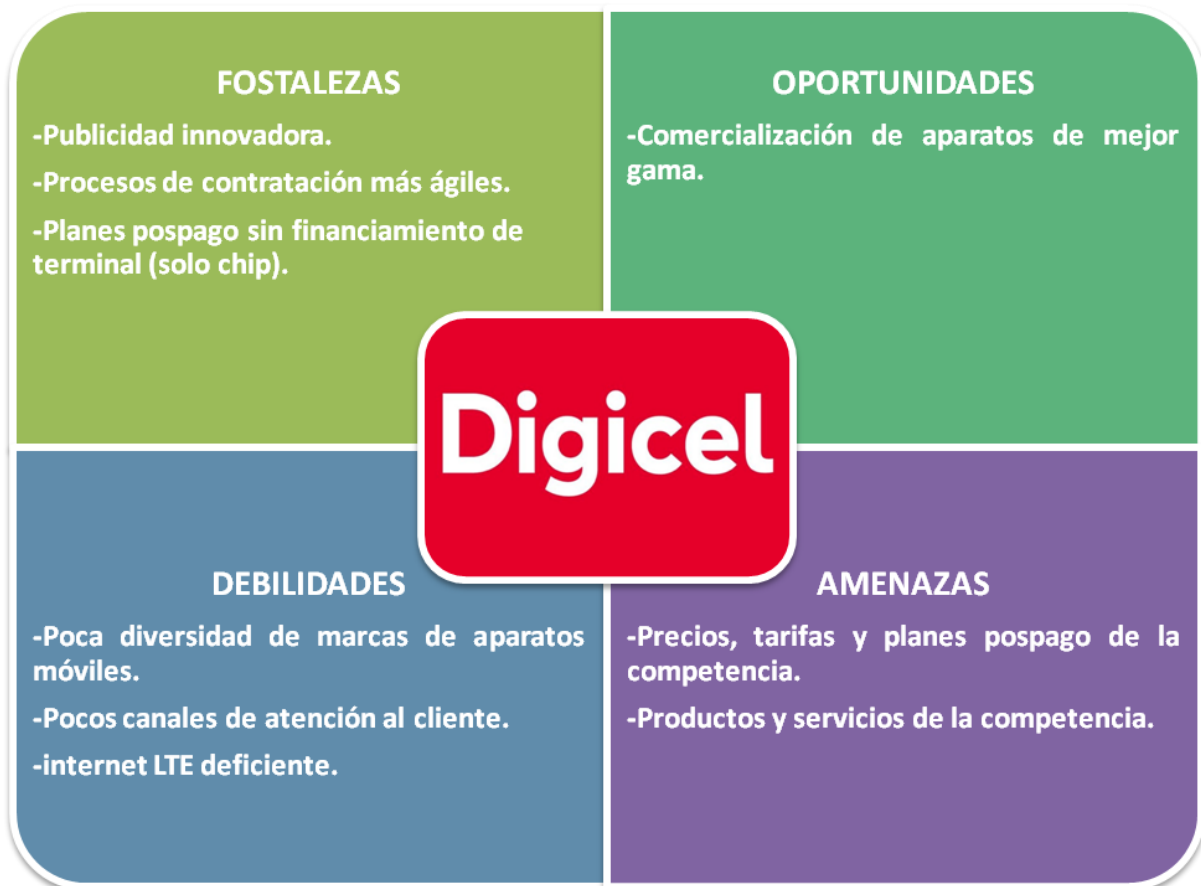 FOSTALEZAS
-Publicidad innovadora.
-Procesos de contratación más ágiles.
-Planes pospago sin financiamiento de
terminal (solo chip).
OPORTUNIDADES
-Comercialización de aparatos de mejor
gama.
Digicel
DEBILIDADES
-Poca diversidad de marcas de aparatos
móviles.
-Pocos canales de atención al cliente.
-internet LTE deficiente.
AMENAZAS
-Precios, tarifas y planes pospago de la
competencia.
-Productos y servicios de la competencia.